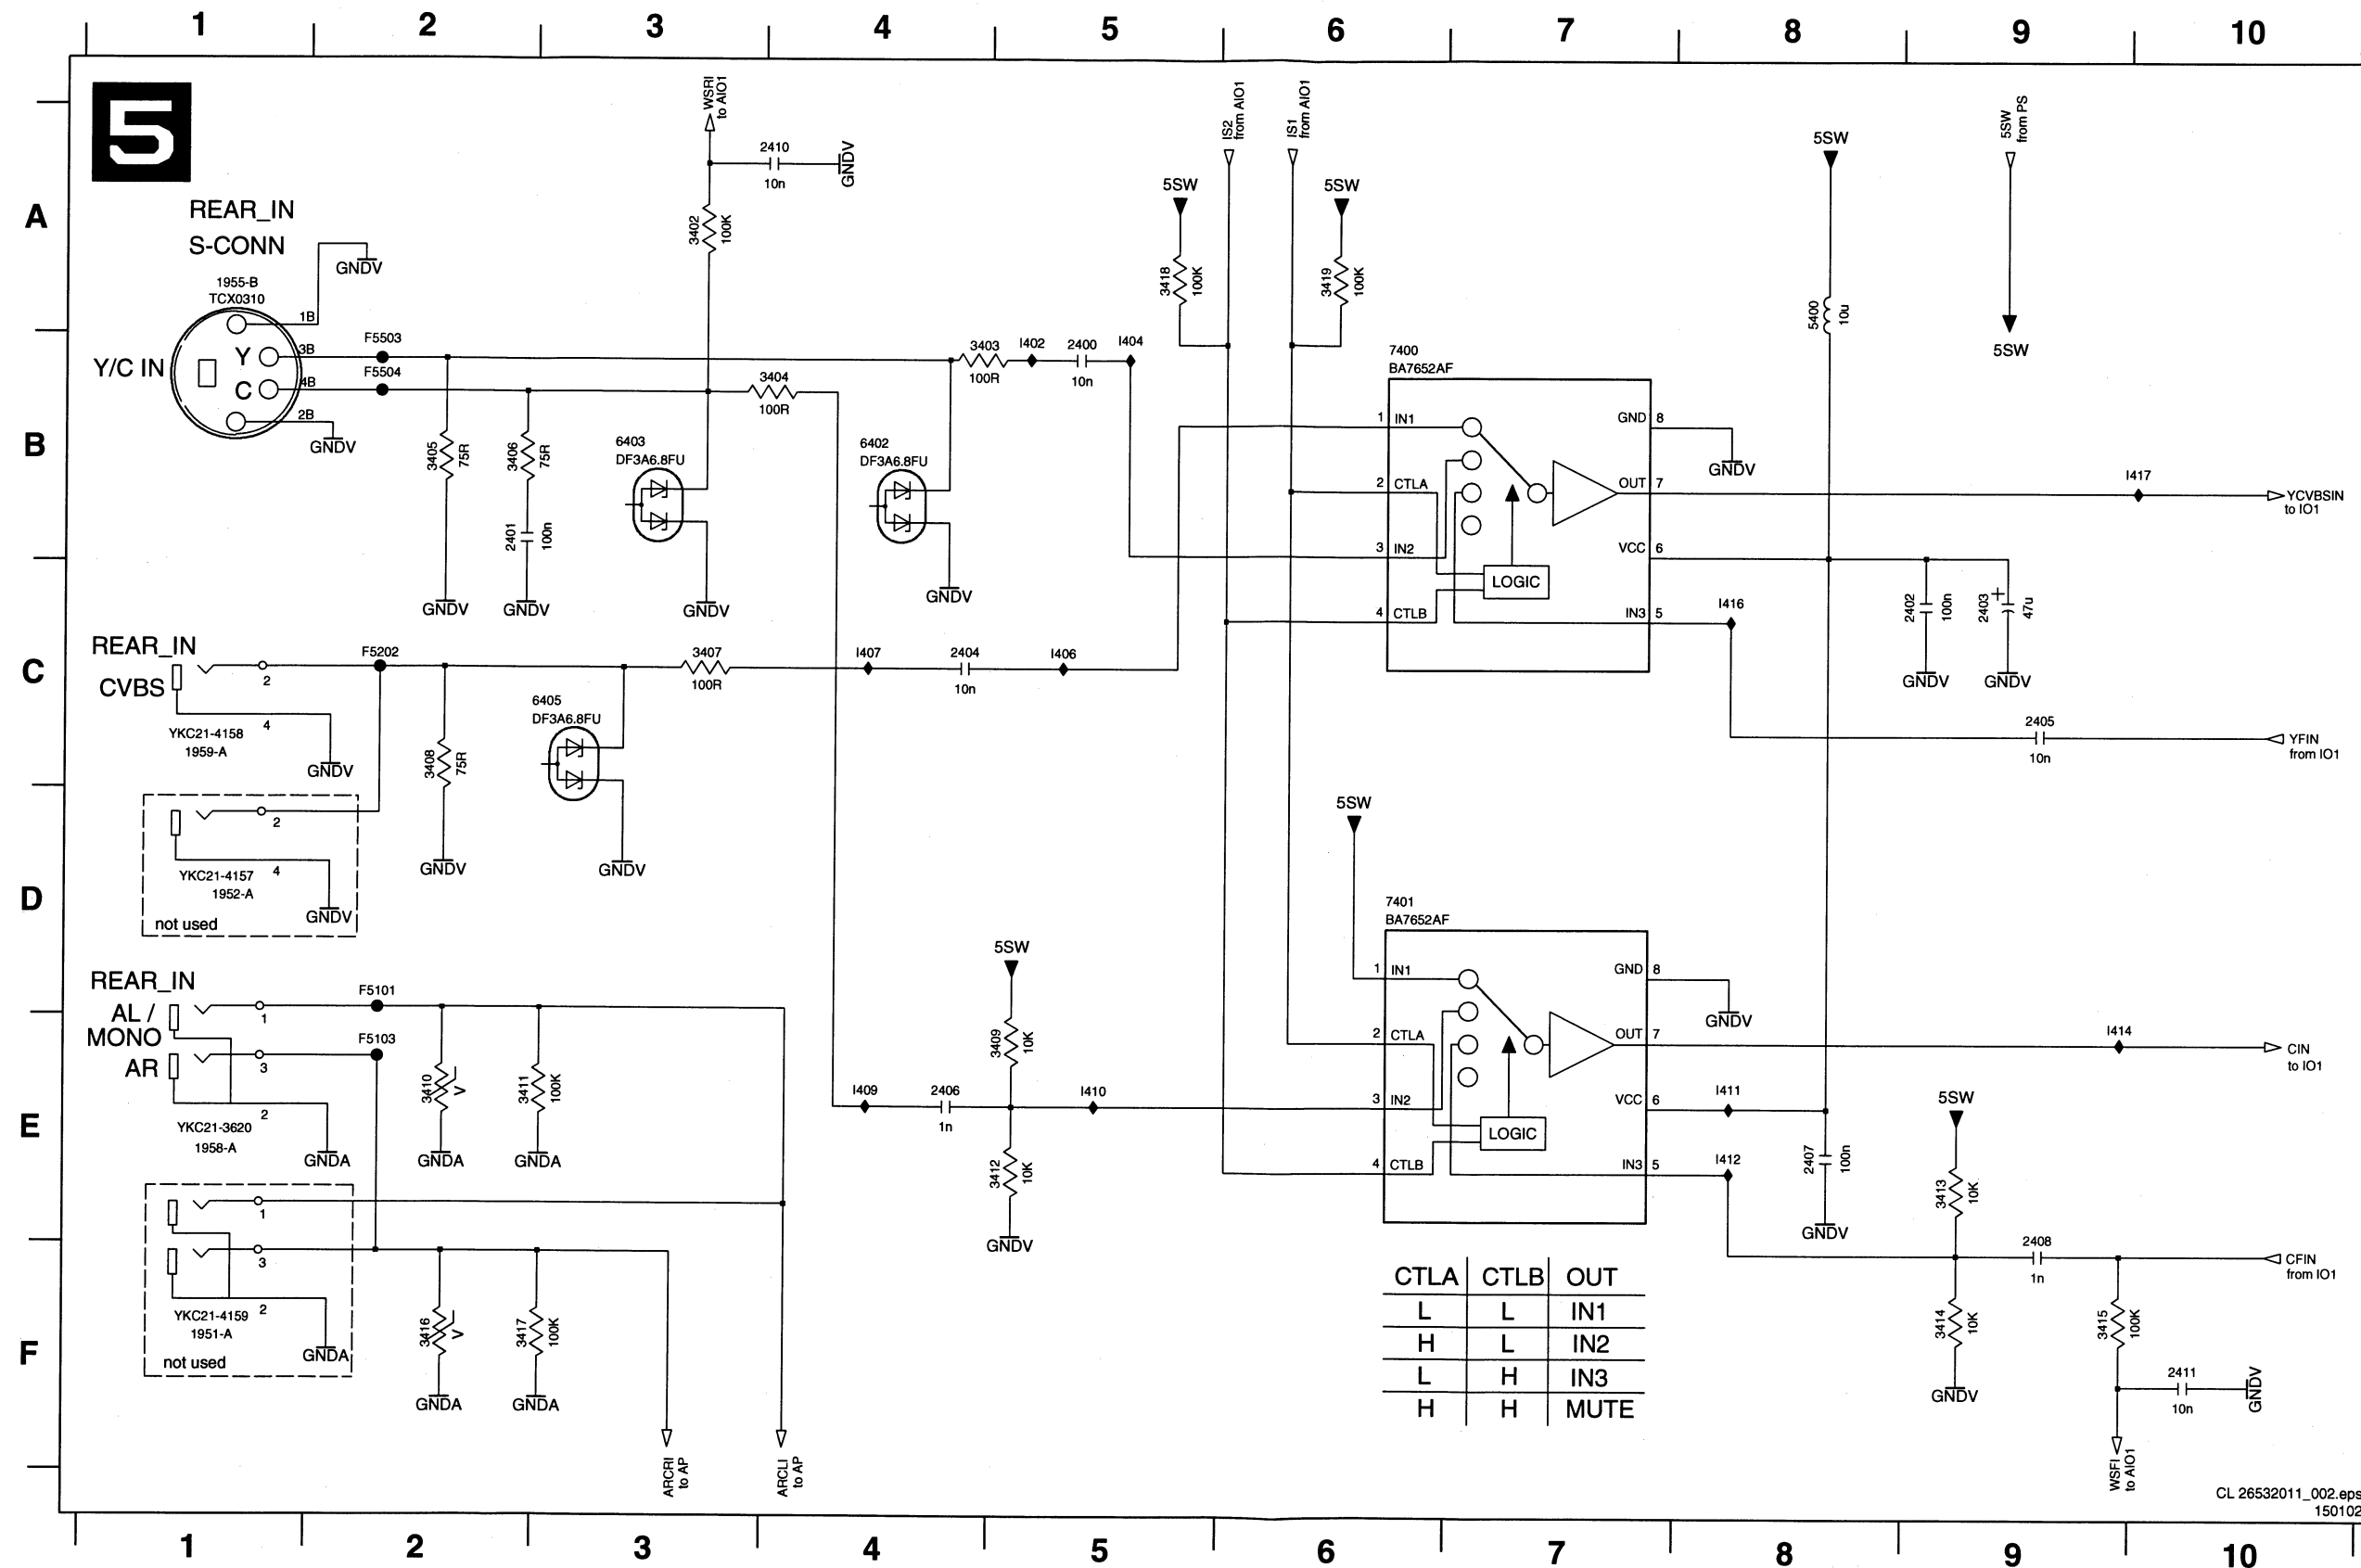 1 2 3 4 5 6 7 8 9 10
5
A
B
C
D
E
F
REAR_IN
S-CONN
1955-B
TCX0310
Y/C IN
Y
C
1B
3B
4B
2B
GNDV
GNDV
F5503
F5504
WSRI
to AIO1
2410
10n
GNDV
3402
100K
3404
100R
3403
100R
I402
2400
10n
I404
3405
75R
3406
75R
2401
100n
GNDV
GNDV
6403
DF3A6.8FU
GNDV
6402
DF3A6.8FU
GNDV
IS2
from AIO1
IS1
from AIO1
5SW
3418
100K
5SW
3419
100K
5SW
5400
10u
5SW
from PS
5SW
7400
BA7652AF
1 IN1
2 CTLA
3 IN2
4 CTLB
GND 8
OUT 7
VCC 6
IN3 5
LOGIC
GNDV
I417
YCVBSIN
to IO1
I416
2402
100n
GNDV
2403
+
47u
GNDV
2405
10n
YFIN
from IO1
REAR_IN
CVBS
2
4
YKC21-4158
1959-A
GNDV
F5202
3407
100R
I407
2404
10n
I406
3408
75R
GNDV
6405
DF3A6.8FU
GNDV
2
4
YKC21-4157
1952-A
GNDV
not used
5SW
7401
BA7652AF
1 IN1
2 CTLA
3 IN2
4 CTLB
GND 8
OUT 7
VCC 6
IN3 5
LOGIC
GNDV
I414
CIN
to IO1
I411
I412
2407
100n
GNDV
5SW
3413
10K
3414
10K
GNDV
2408
1n
CFIN
from IO1
3415
100K
2411
10n
GNDV
WSFI
to AIO1
REAR_IN
AL /
MONO
AR
1
3
2
YKC21-3620
1958-A
GNDA
F5101
F5103
3410
V
GNDA
3411
100K
GNDA
I409
2406
1n
I410
5SW
3409
10K
3412
10K
GNDV
1
3
2
YKC21-4159
1951-A
GNDA
not used
3416
V
GNDA
3417
100K
GNDA
ARCRI
to AP
ARCLI
to AP
CTLA CTLB OUT
L L IN1
H L IN2
L H IN3
H H MUTE
CL 26532011_002.eps
150102
1 2 3 4 5 6 7 8 9 10